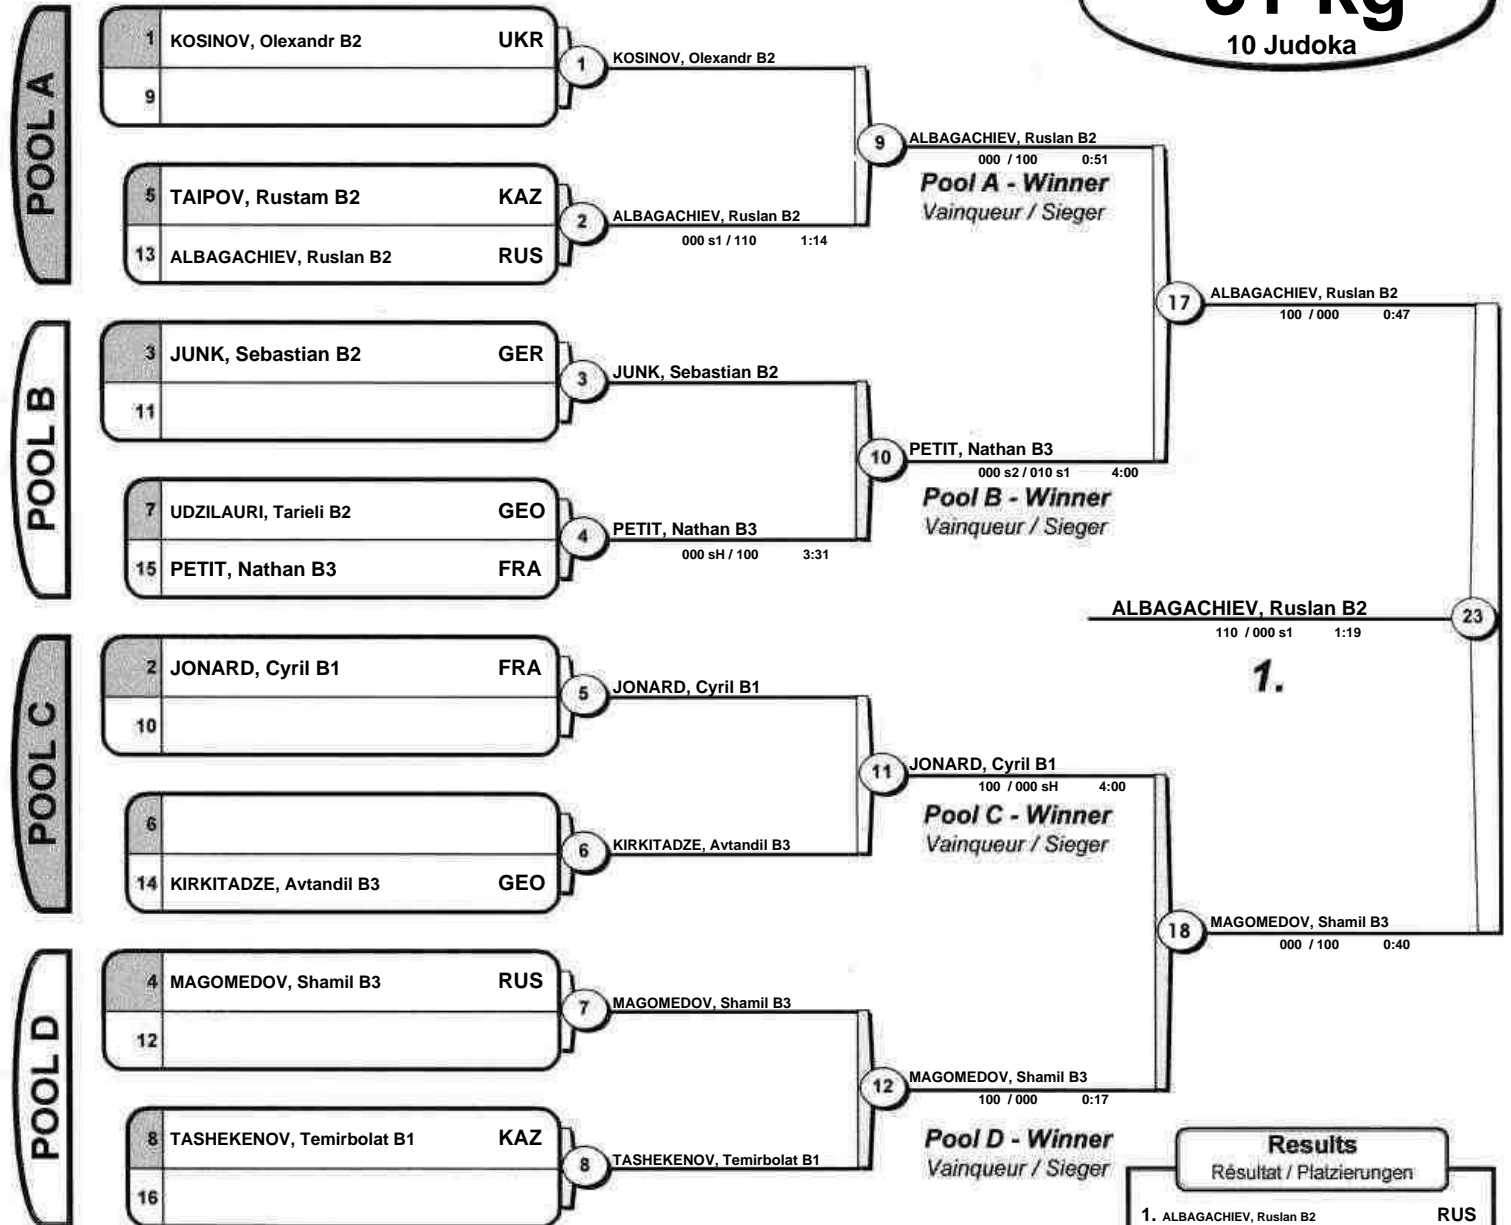 81 kg
10 Judoka
POOL A
1 KOSINOV, Olexandr B2 UKR
9
1
KOSINOV, Olexandr B2
5 TAIPOV, Rustam B2 KAZ
13 ALBAGACHIEV, Ruslan B2 RUS
2
ALBAGACHIEV, Ruslan B2
000 s1 / 110 1:14
9
ALBAGACHIEV, Ruslan B2
000 / 100 0:51
Pool A - Winner
Vainqueur / Sieger
POOL B
3 JUNK, Sebastian B2 GER
11
3
JUNK, Sebastian B2
7 UDZILAURI, Tarieli B2 GEO
15 PETIT, Nathan B3 FRA
4
PETIT, Nathan B3
000 sH / 100 3:31
10
PETIT, Nathan B3
000 s2 / 010 s1 4:00
Pool B - Winner
Vainqueur / Sieger
17
ALBAGACHIEV, Ruslan B2
100 / 000 0:47
ALBAGACHIEV, Ruslan B2
110 / 000 s1 1:19
23
1.
POOL C
2 JONARD, Cyril B1 FRA
10
5
JONARD, Cyril B1
6
14 KIRKITADZE, Avtandil B3 GEO
6
KIRKITADZE, Avtandil B3
11
JONARD, Cyril B1
100 / 000 sH 4:00
Pool C - Winner
Vainqueur / Sieger
POOL D
4 MAGOMEDOV, Shamil B3 RUS
12
7
MAGOMEDOV, Shamil B3
8 TASHEKENOV, Temirbolat B1 KAZ
16
8
TASHEKENOV, Temirbolat B1
12
MAGOMEDOV, Shamil B3
100 / 000 0:17
Pool D - Winner
Vainqueur / Sieger
18
MAGOMEDOV, Shamil B3
000 / 100 0:40
Results
Résultat / Platzierungen
1. ALBAGACHIEV, Ruslan B2 RUS